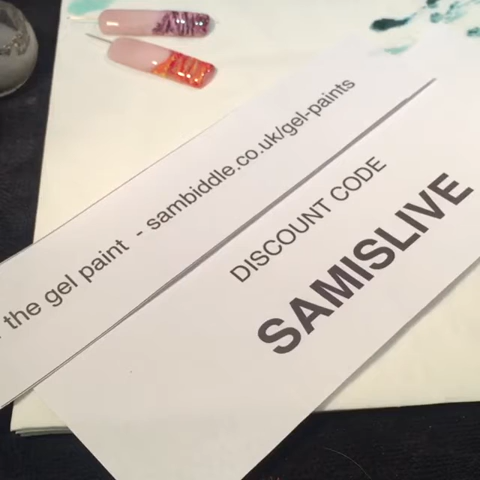 the gel paint - sambiddle.co.uk/gel-paints
DISCOUNT CODE
SAMISLIVE